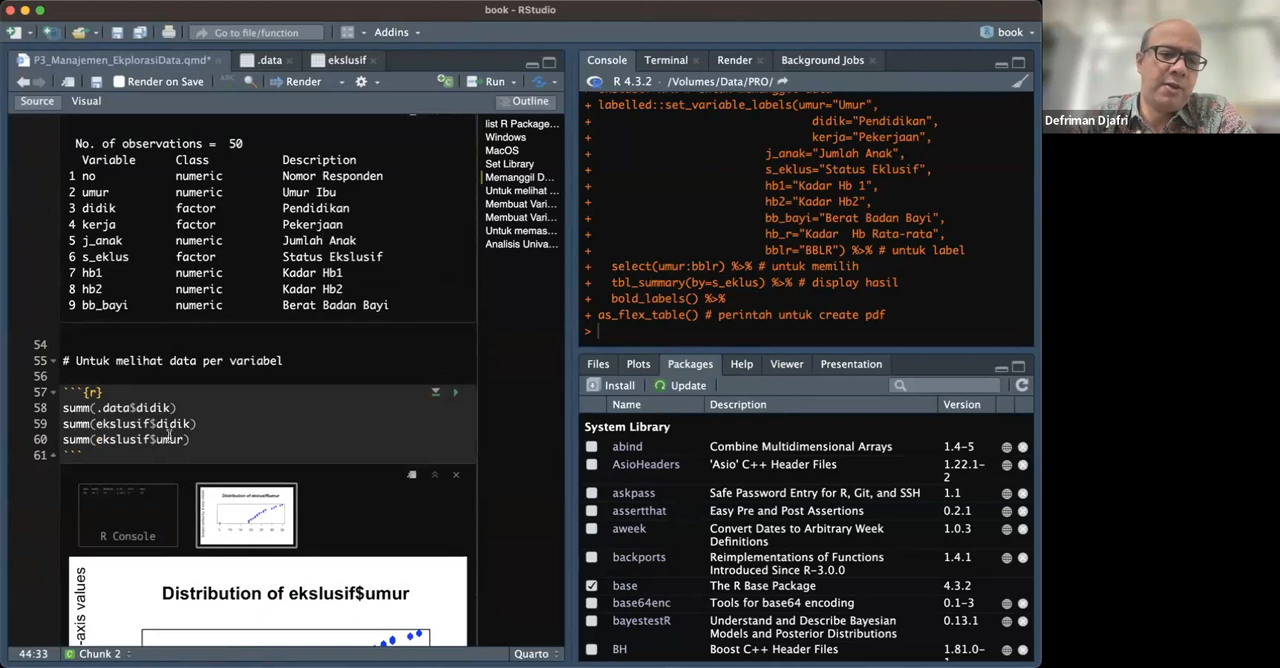 book - RStudio
Go to file/function
Addins
book
P3_Manajemen_EkplorasiData.qmd*
.data
ekslusif
Render on Save
Render
Run
Source
Visual
Outline
No. of observations = 50
Variable Class Description
1 no numeric Nomor Responden
2 umur numeric Umur Ibu
3 didik factor Pendidikan
4 kerja factor Pekerjaan
5 j_anak numeric Jumlah Anak
6 s_eklus factor Status Ekslusif
7 hb1 numeric Kadar Hb1
8 hb2 numeric Kadar Hb2
9 bb_bayi numeric Berat Badan Bayi
54
55 # Untuk melihat data per variabel
56
57 ```{r}
58 summ(.data$didik)
59 summ(ekslusif$didik)
60 summ(ekslusif$umur)
61 ```
R Console
Distribution of ekslusif$umur
Distribution of ekslusif$umur
-axis values
44:33
Chunk 2
Quarto
list R Package...
Windows
MacOS
Set Library
Memanggil D...
Untuk melihat ...
Membuat Vari...
Membuat Vari...
Untuk memas...
Analisis Univa...
Console
Terminal
Render
Background Jobs
R 4.3.2 · /Volumes/Data/PRO/
+ labelled::set_variable_labels(umur="Umur",
+ didik="Pendidikan",
+ kerja="Pekerjaan",
+ j_anak="Jumlah Anak",
+ s_eklus="Status Eklusif",
+ hb1="Kadar Hb 1",
+ hb2="Kadar Hb2",
+ bb_bayi="Berat Badan Bayi",
+ hb_r="Kadar Hb Rata-rata",
+ bblr="BBLR") %>% # untuk label
+ select(umur:bblr) %>% # untuk memilih
+ tbl_summary(by=s_eklus) %>% # display hasil
+ bold_labels() %>%
+ as_flex_table() # perintah untuk create pdf
>
Files
Plots
Packages
Help
Viewer
Presentation
Install
Update
Name Description Version
System Library
abind Combine Multidimensional Arrays 1.4-5
AsioHeaders 'Asio' C++ Header Files 1.22.1-
2
askpass Safe Password Entry for R, Git, and SSH 1.1
assertthat Easy Pre and Post Assertions 0.2.1
aweek Convert Dates to Arbitrary Week 1.0.3
Definitions
backports Reimplementations of Functions 1.4.1
Introduced Since R-3.0.0
base The R Base Package 4.3.2
base64enc Tools for base64 encoding 0.1-3
bayestestR Understand and Describe Bayesian 0.13.1
Models and Posterior Distributions
BH Boost C++ Header Files 1.81.0-
Defriman Djafri